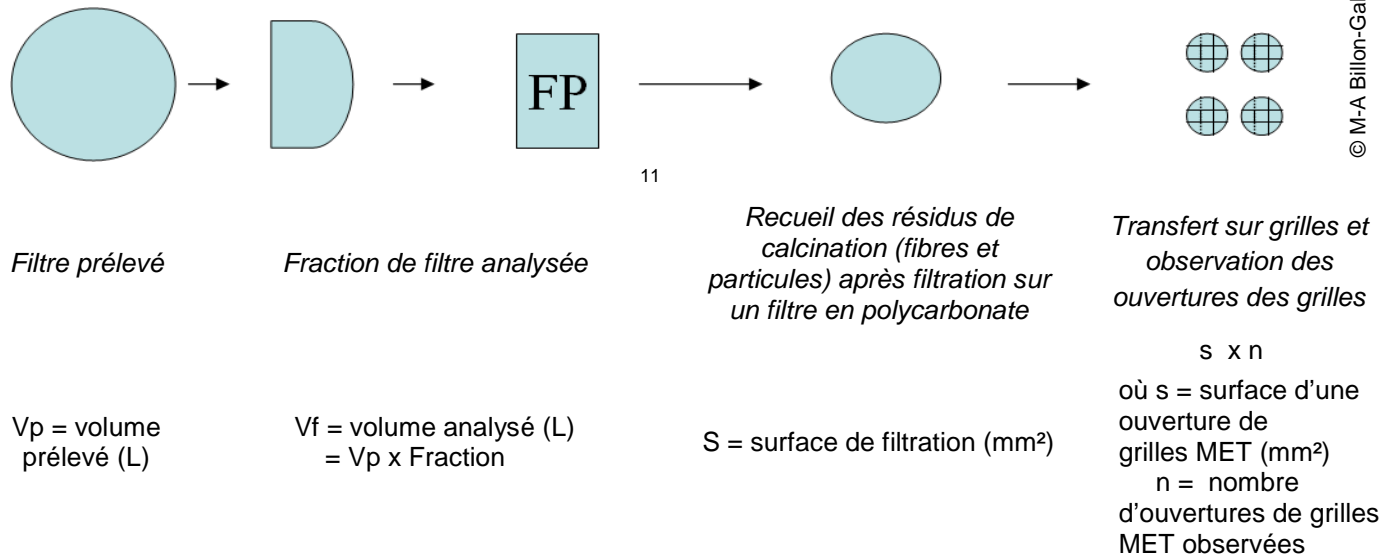 FP
© M-A Billon-Gal
11
Filtre prélevé
Fraction de filtre analysée
Recueil des résidus de
calcination (fibres et
particules) après filtration sur
un filtre en polycarbonate
Transfert sur grilles et
observation des
ouvertures des grilles
Vp = volume
prélevé (L)
Vf = volume analysé (L)
= Vp x Fraction
S = surface de filtration (mm²)
s x n
où s = surface d’une
ouverture de
grilles MET (mm²)
n = nombre
d’ouvertures de grilles
MET observées